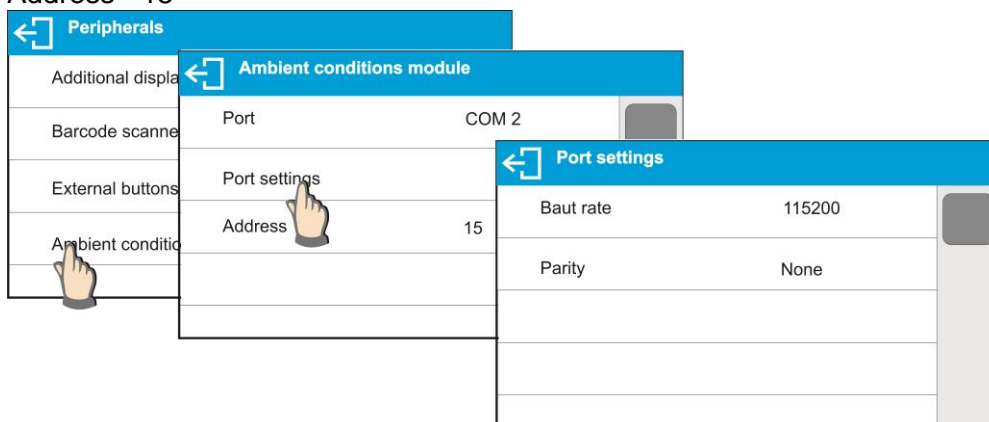 Peripherals
Additional displa
Barcode scanne
External buttons
Ambient conditio
Ambient conditions module
Port COM 2
Port settings
Address 15
Port settings
Baut rate 115200
Parity None